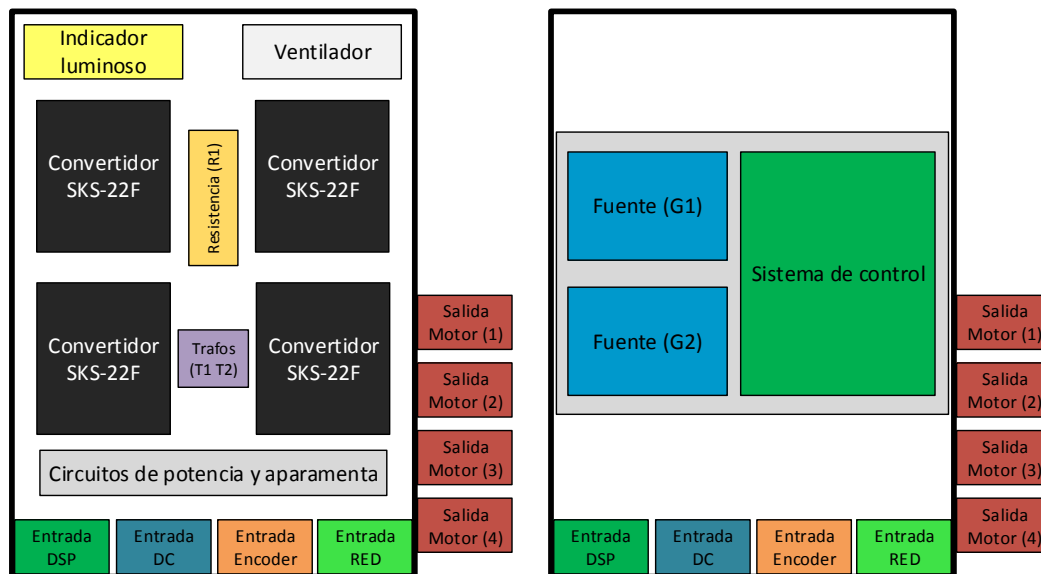 Indicador
luminoso
Ventilador
Convertidor
SKS-22F
Resistencia (R1)
Convertidor
SKS-22F
Convertidor
SKS-22F
Trafos
(T1 T2)
Convertidor
SKS-22F
Circuitos de potencia y aparamenta
Salida
Motor (1)
Salida
Motor (2)
Salida
Motor (3)
Salida
Motor (4)
Entrada
DSP
Entrada
DC
Entrada
Encoder
Entrada
RED
Fuente (G1)
Fuente (G2)
Sistema de control
Salida
Motor (1)
Salida
Motor (2)
Salida
Motor (3)
Salida
Motor (4)
Entrada
DSP
Entrada
DC
Entrada
Encoder
Entrada
RED